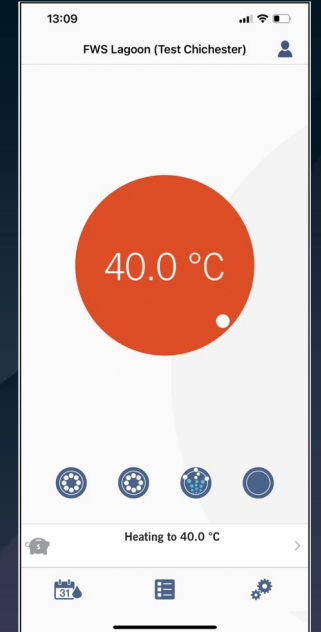 13:09
FWS Lagoon (Test Chichester)
40.0 °C
$
Heating to 40.0 °C
31